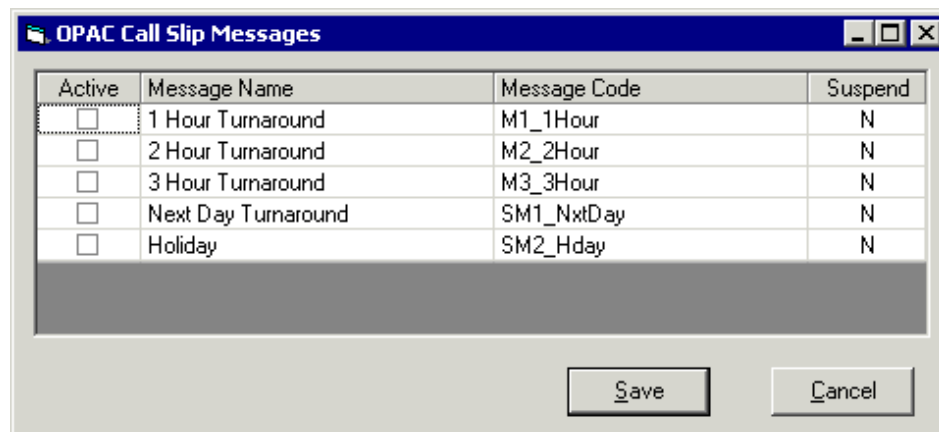 OPAC Call Slip Messages
Active Message Name Message Code Suspend
1 Hour Turnaround M1_1Hour N
2 Hour Turnaround M2_2Hour N
3 Hour Turnaround M3_3Hour N
Next Day Turnaround SM1_NxtDay N
Holiday SM2_Hday N
Save Cancel